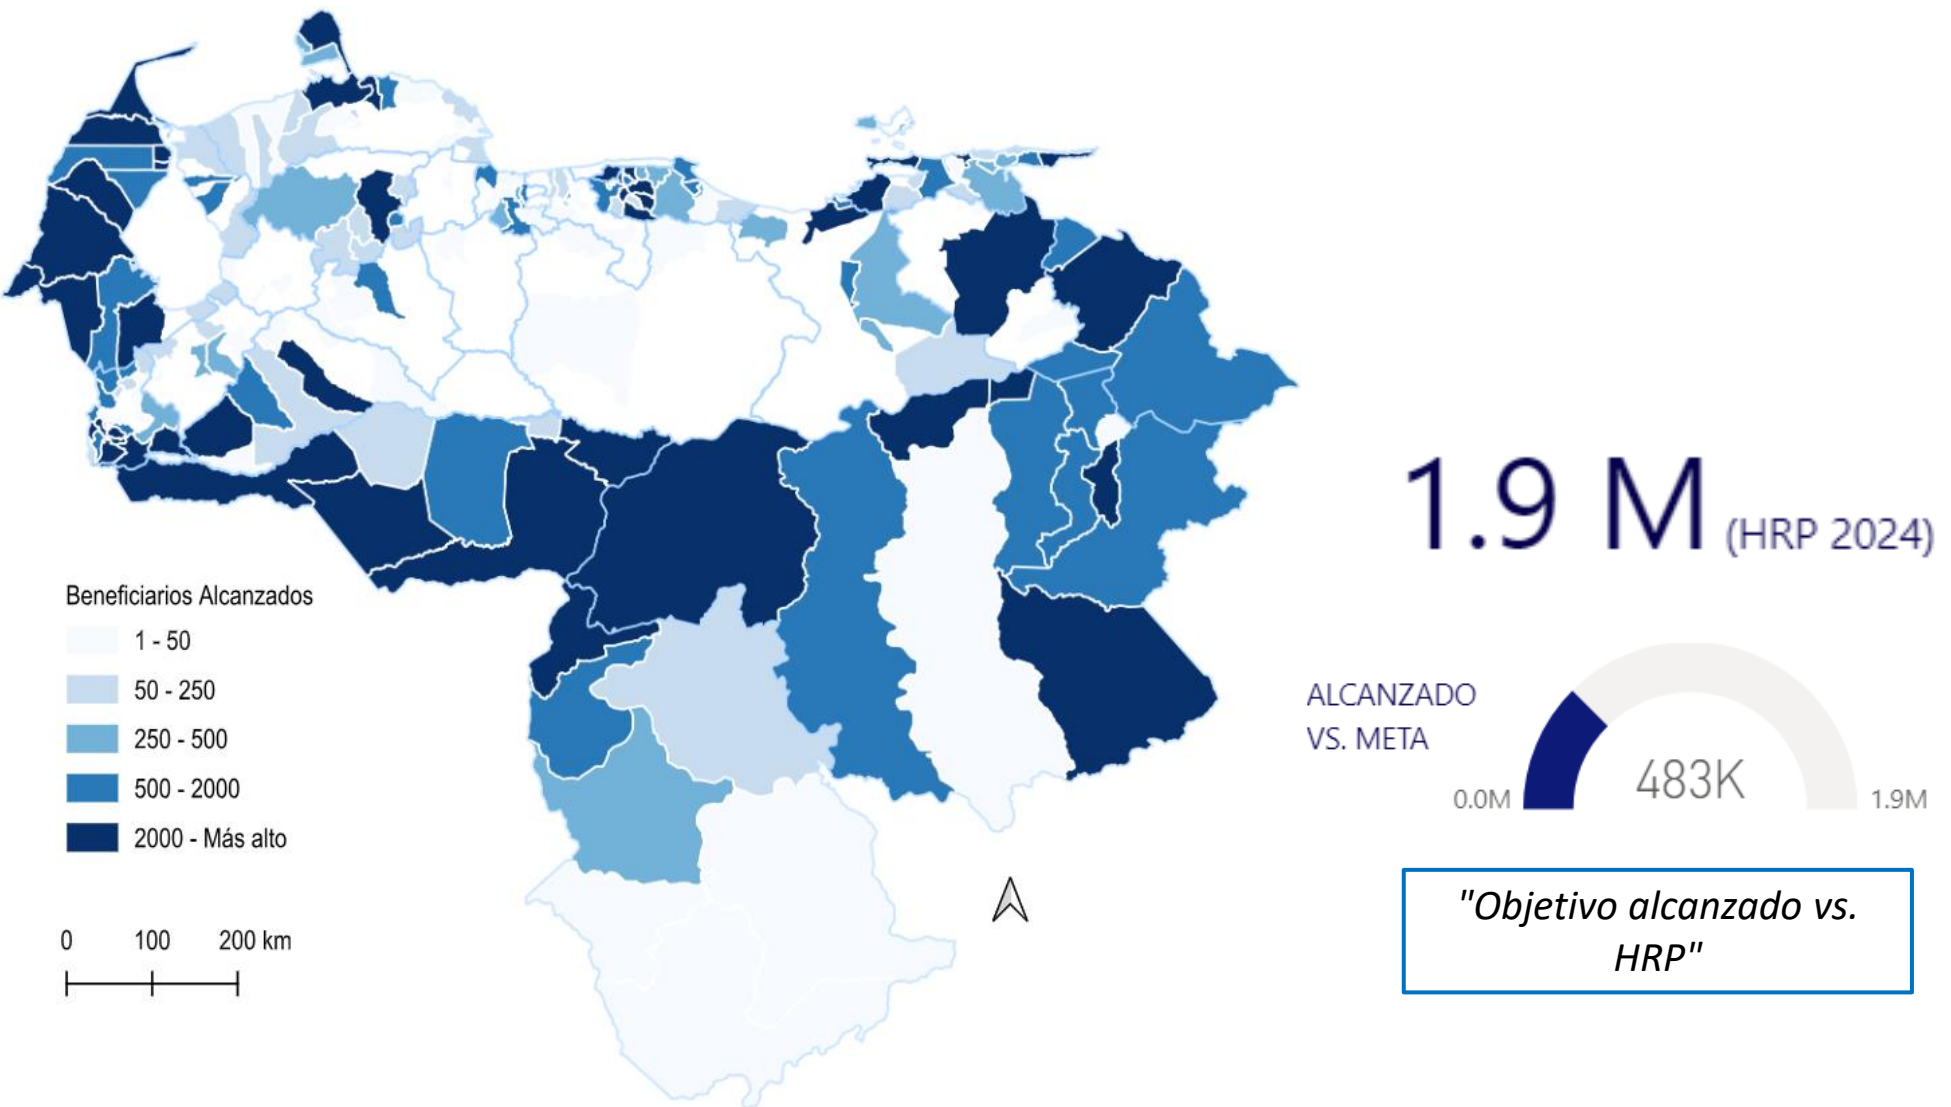 Beneficiarios Alcanzados
1 - 50
50 - 250
250 - 500
500 - 2000
2000 - Más alto
0 100 200 km
1.9 M (HRP 2024)
ALCANZADO
VS. META
0.0M 483K 1.9M
"Objetivo alcanzado vs.
HRP"